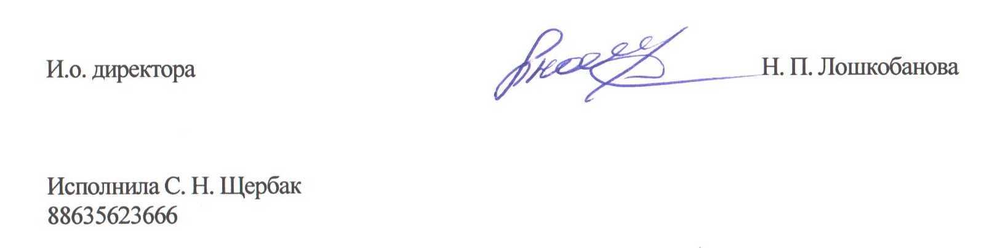 И.о. директора Н. П. Лошкобанова
Исполнила С. Н. Щербак
88635623666